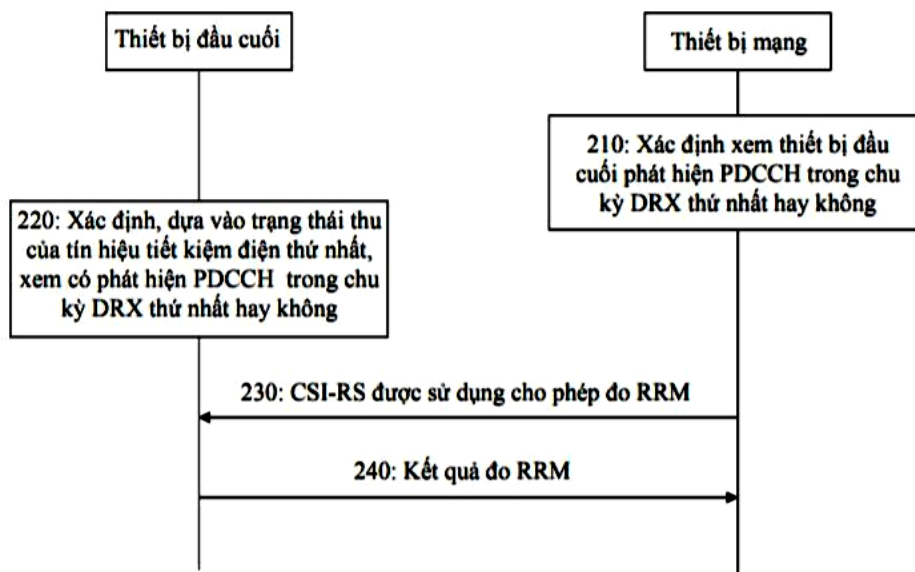 Thiết bị đầu cuối
Thiết bị mạng
210: Xác định xem thiết bị đầu
cuối phát hiện PDCCH trong chu
kỳ DRX thứ nhất hay không
220: Xác định, dựa vào trạng thái thu
của tín hiệu tiết kiệm điện thứ nhất,
xem có phát hiện PDCCH trong chu
kỳ DRX thứ nhất hay không
230: CSI-RS được sử dụng cho phép đo RRM
240: Kết quả đo RRM